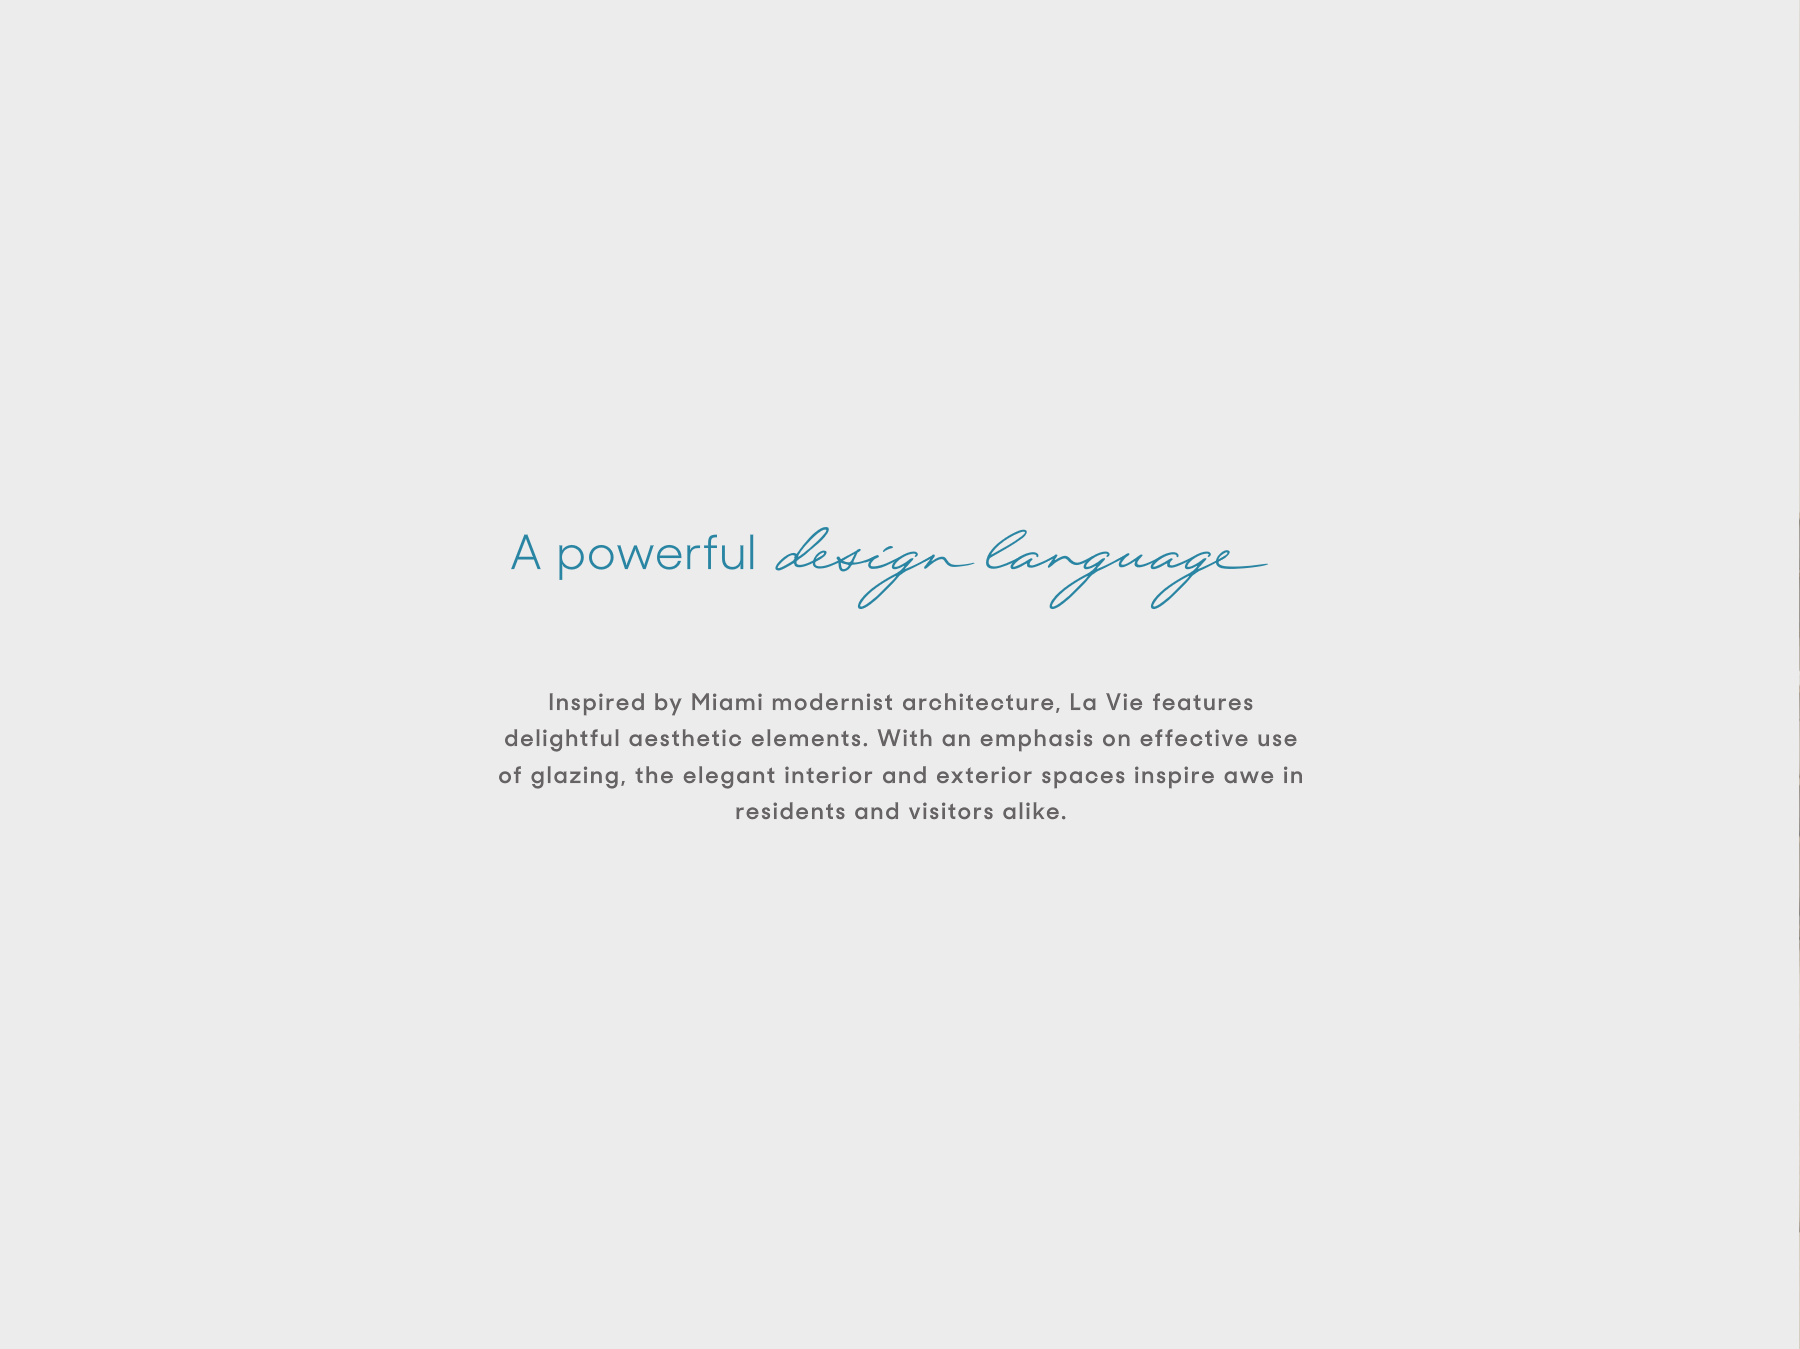 A powerful design language
Inspired by Miami modernist architecture, La Vie features
delightful aesthetic elements. With an emphasis on effective use
of glazing, the elegant interior and exterior spaces inspire awe in
residents and visitors alike.